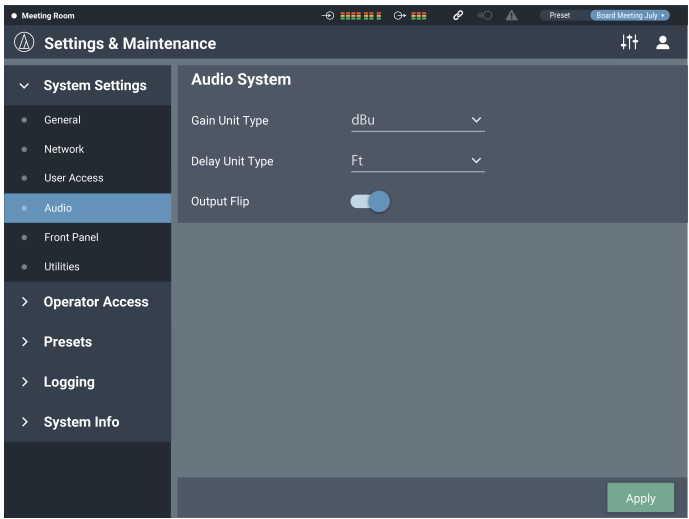 Meeting Room
Preset
Board Meeting July
Settings & Maintenance
System Settings
General
Network
User Access
Audio
Front Panel
Utilities
Operator Access
Presets
Logging
System Info
Audio System
Gain Unit Type dBu
Delay Unit Type Ft
Output Flip
Apply